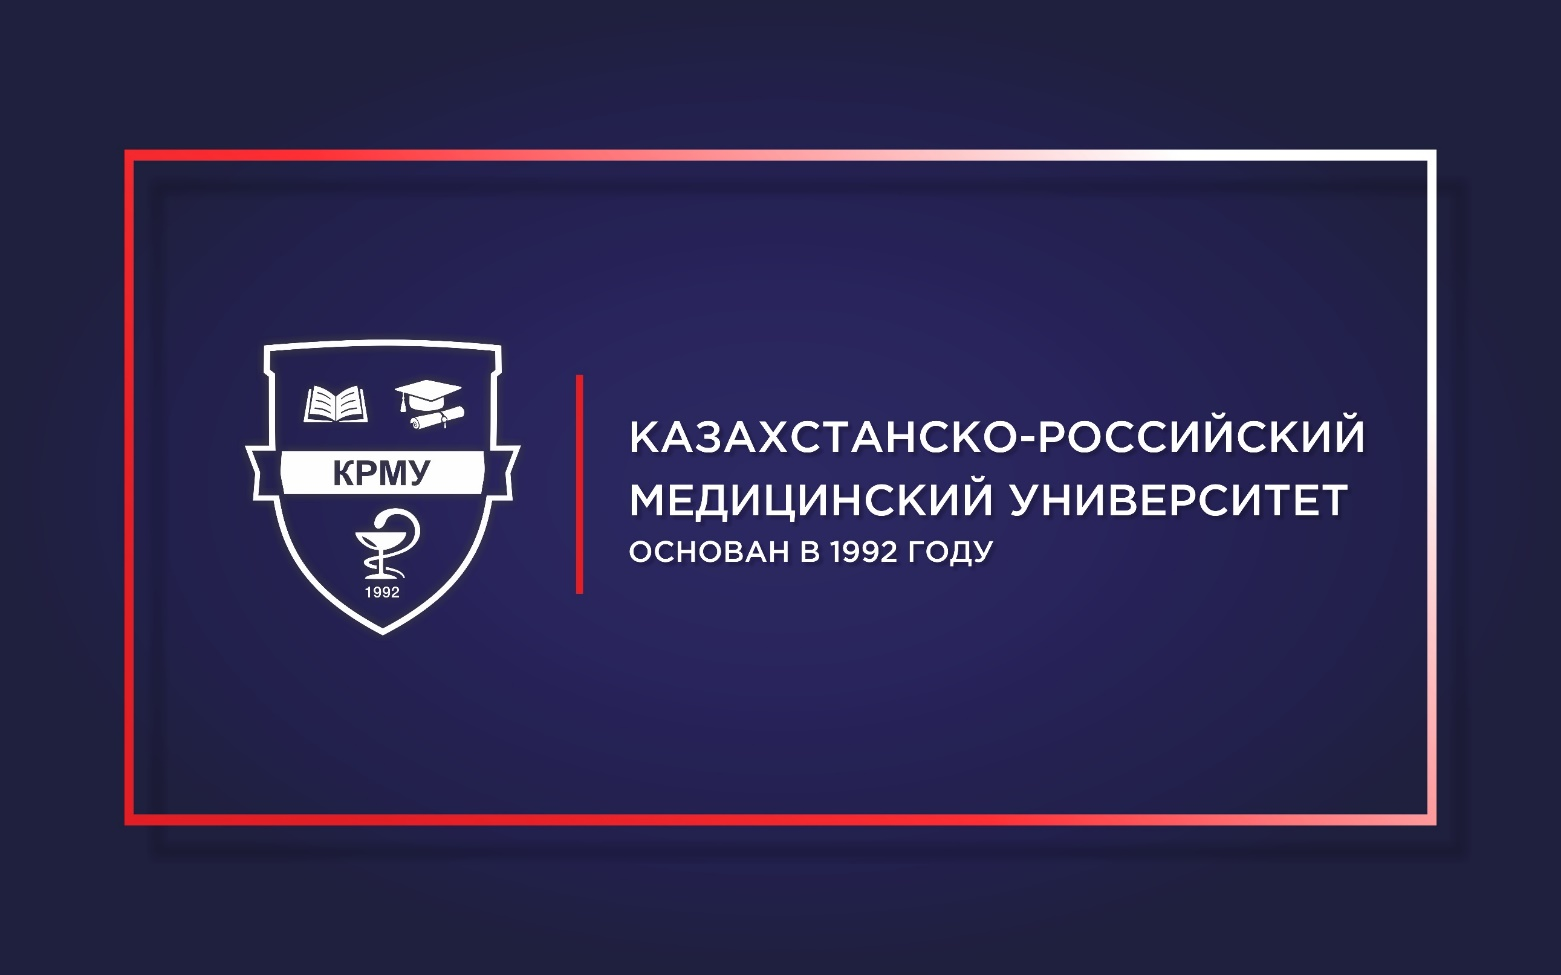 КРМУ
1992
КАЗАХСТАНСКО-РОССИЙСКИЙ
МЕДИЦИНСКИЙ УНИВЕРСИТЕТ
ОСНОВАН В 1992 ГОДУ